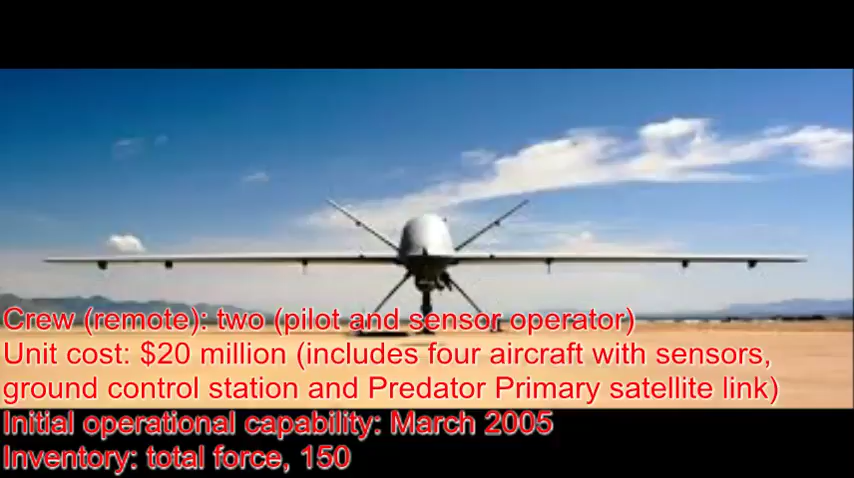 Crew (remote): two (pilot and sensor operator)
Unit cost: $20 million (includes four aircraft with sensors,
ground control station and Predator Primary satellite link)
Initial operational capability: March 2005
Inventory: total force, 150